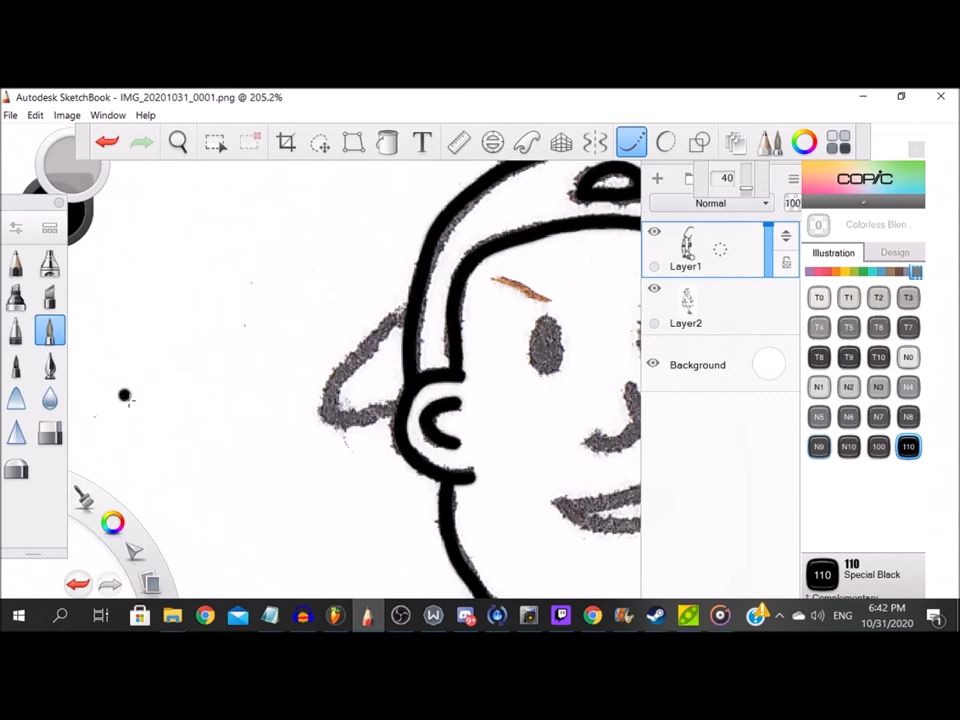 Autodesk SketchBook - IMG_20201031_0001.png @ 205.2%
File Edit Image Window Help
T
40
COPIC
Normal
100
0 Colorless Blen..
Illustration Design
Layer1
T0 T1 T2 T3
Layer2
T4 T5 T6 T7
Background
T8 T9 T10 N0
N1 N2 N3 N4
N5 N6 N7 N8
N9 N10 100 110
110
110 Special Black
6:42 PM
ENG
10/31/2020
1